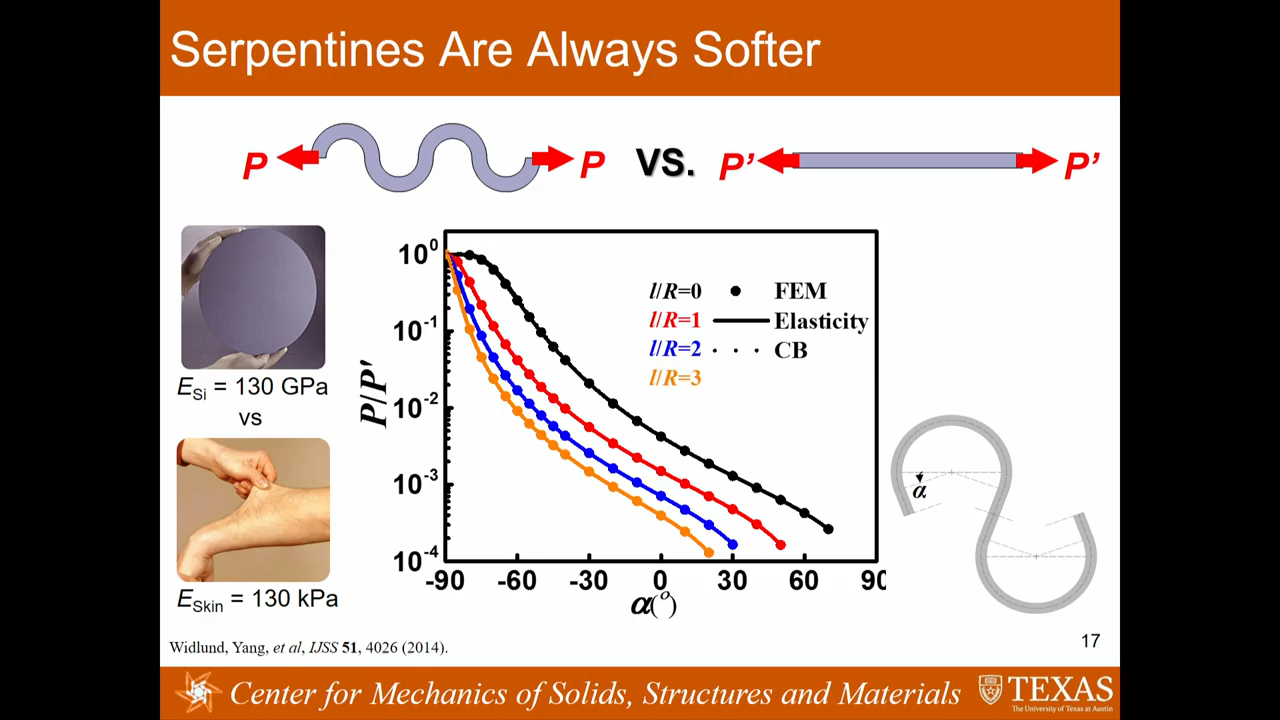 Serpentines Are Always Softer
P P VS. P' P'
E_Si = 130 GPa
vs
E_Skin = 130 kPa
P/P'
10^0
10^-1
10^-2
10^-3
10^-4
-90 -60 -30 0 30 60 90
α(°)
l/R=0 FEM
l/R=1 Elasticity
l/R=2 CB
l/R=3
α
17
Widlund, Yang, et al, IJSS 51, 4026 (2014).
Center for Mechanics of Solids, Structures and Materials
TEXAS
The University of Texas at Austin